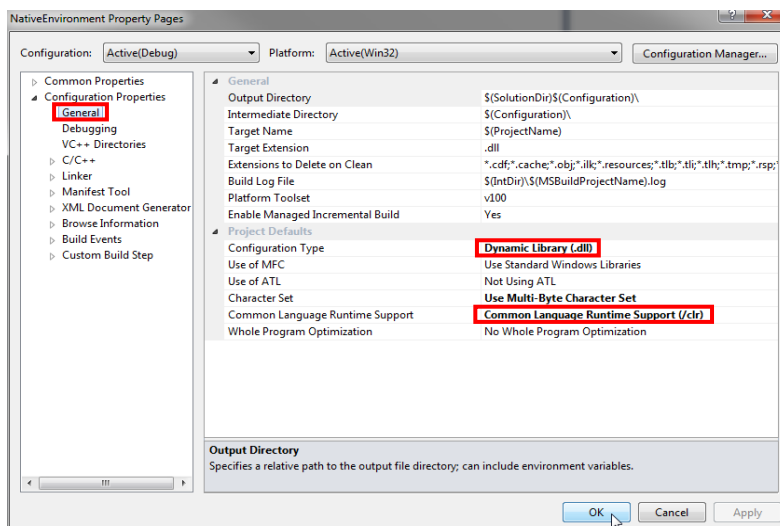 NativeEnvironment Property Pages
Configuration: Active(Debug) Platform: Active(Win32) Configuration Manager...
Common Properties
Configuration Properties
General
Debugging
VC++ Directories
C/C++
Linker
Manifest Tool
XML Document Generator
Browse Information
Build Events
Custom Build Step
General
Output Directory $(SolutionDir)$(Configuration)\
Intermediate Directory $(Configuration)\
Target Name $(ProjectName)
Target Extension .dll
Extensions to Delete on Clean *.cdf;*.cache;*.obj;*.ilk;*.resources;*.tlb;*.tli;*.tlh;*.tmp;*.rsp;
Build Log File $(IntDir)\$(MSBuildProjectName).log
Platform Toolset v100
Enable Managed Incremental Build Yes
Project Defaults
Configuration Type Dynamic Library (.dll)
Use of MFC Use Standard Windows Libraries
Use of ATL Not Using ATL
Character Set Use Multi-Byte Character Set
Common Language Runtime Support Common Language Runtime Support (/clr)
Whole Program Optimization No Whole Program Optimization
Output Directory
Specifies a relative path to the output file directory; can include environment variables.
OK Cancel Apply